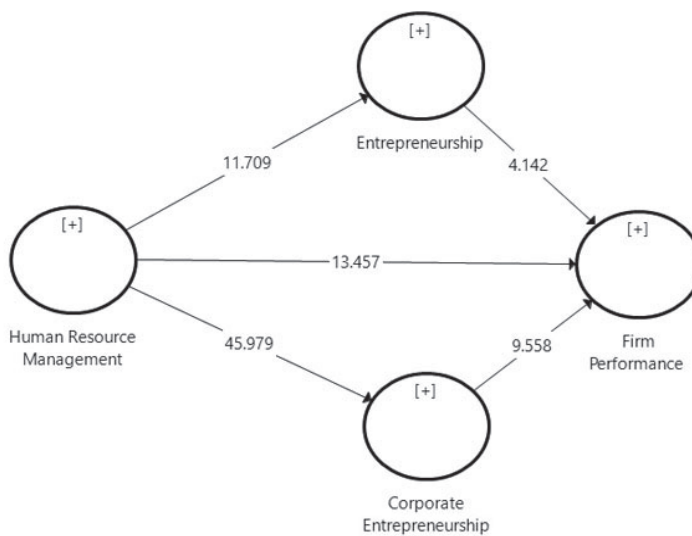 [+]
Entrepreneurship
11.709
4.142
[+]
Human Resource
Management
13.457
[+]
Firm
Performance
45.979
9.558
[+]
Corporate
Entrepreneurship